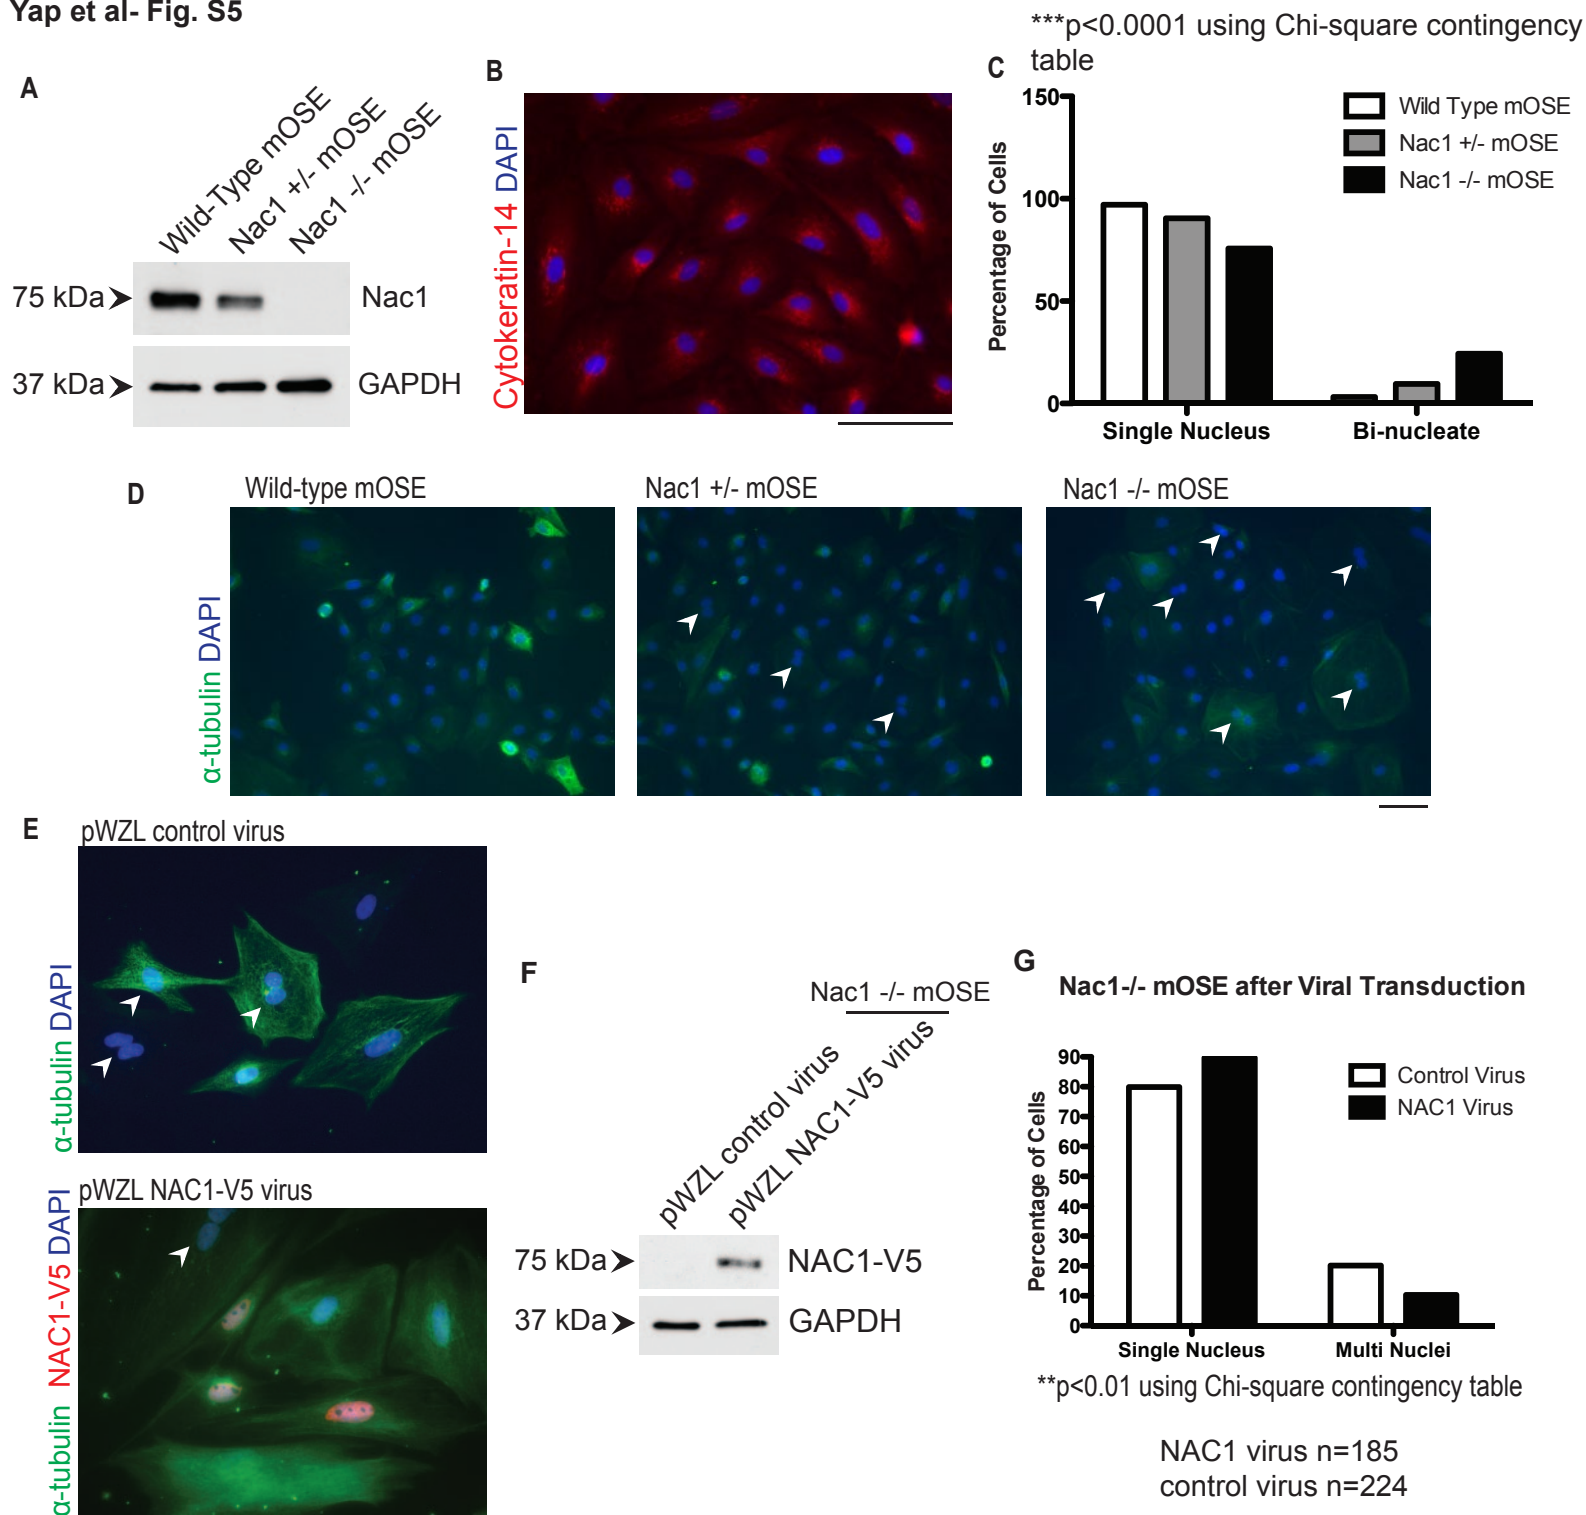 Yap et al- Fig. S5
***p<0.0001 using Chi-square contingency
table
A
Wild-Type mOSE
Nac1 +/- mOSE
Nac1 -/- mOSE
75 kDa
Nac1
37 kDa
GAPDH
B
Cytokeratin-14 DAPI
C
Percentage of Cells
150
100
50
0
Wild Type mOSE
Nac1 +/- mOSE
Nac1 -/- mOSE
Single Nucleus
Bi-nucleate
D
Wild-type mOSE
Nac1 +/- mOSE
Nac1 -/- mOSE
α-tubulin DAPI
E
pWZL control virus
α-tubulin DAPI
pWZL NAC1-V5 virus
α-tubulin NAC1-V5 DAPI
F
Nac1 -/- mOSE
pWZL control virus
pWZL NAC1-V5 virus
75 kDa
NAC1-V5
37 kDa
GAPDH
G
Nac1-/- mOSE after Viral Transduction
Percentage of Cells
90
80
70
60
50
40
30
20
10
0
Control Virus
NAC1 Virus
Single Nucleus
Multi Nuclei
**p<0.01 using Chi-square contingency table
NAC1 virus n=185
control virus n=224